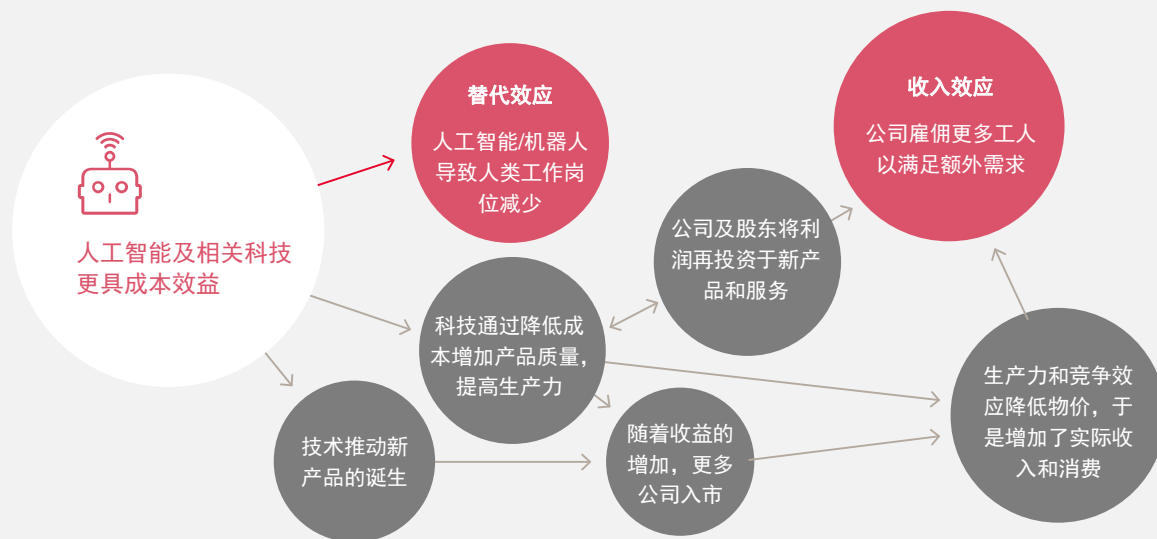 人工智能及相关科技
更具成本效益
替代效应
人工智能/机器人
导致人类工作岗
位减少
收入效应
公司雇佣更多工人
以满足额外需求
公司及股东将利
润再投资于新产
品和服务
科技通过降低成
本增加产品质量，
提高生产力
技术推动新
产品的诞生
随着收益的
增加，更多
公司入市
生产力和竞争效
应降低物价，于
是增加了实际收
入和消费